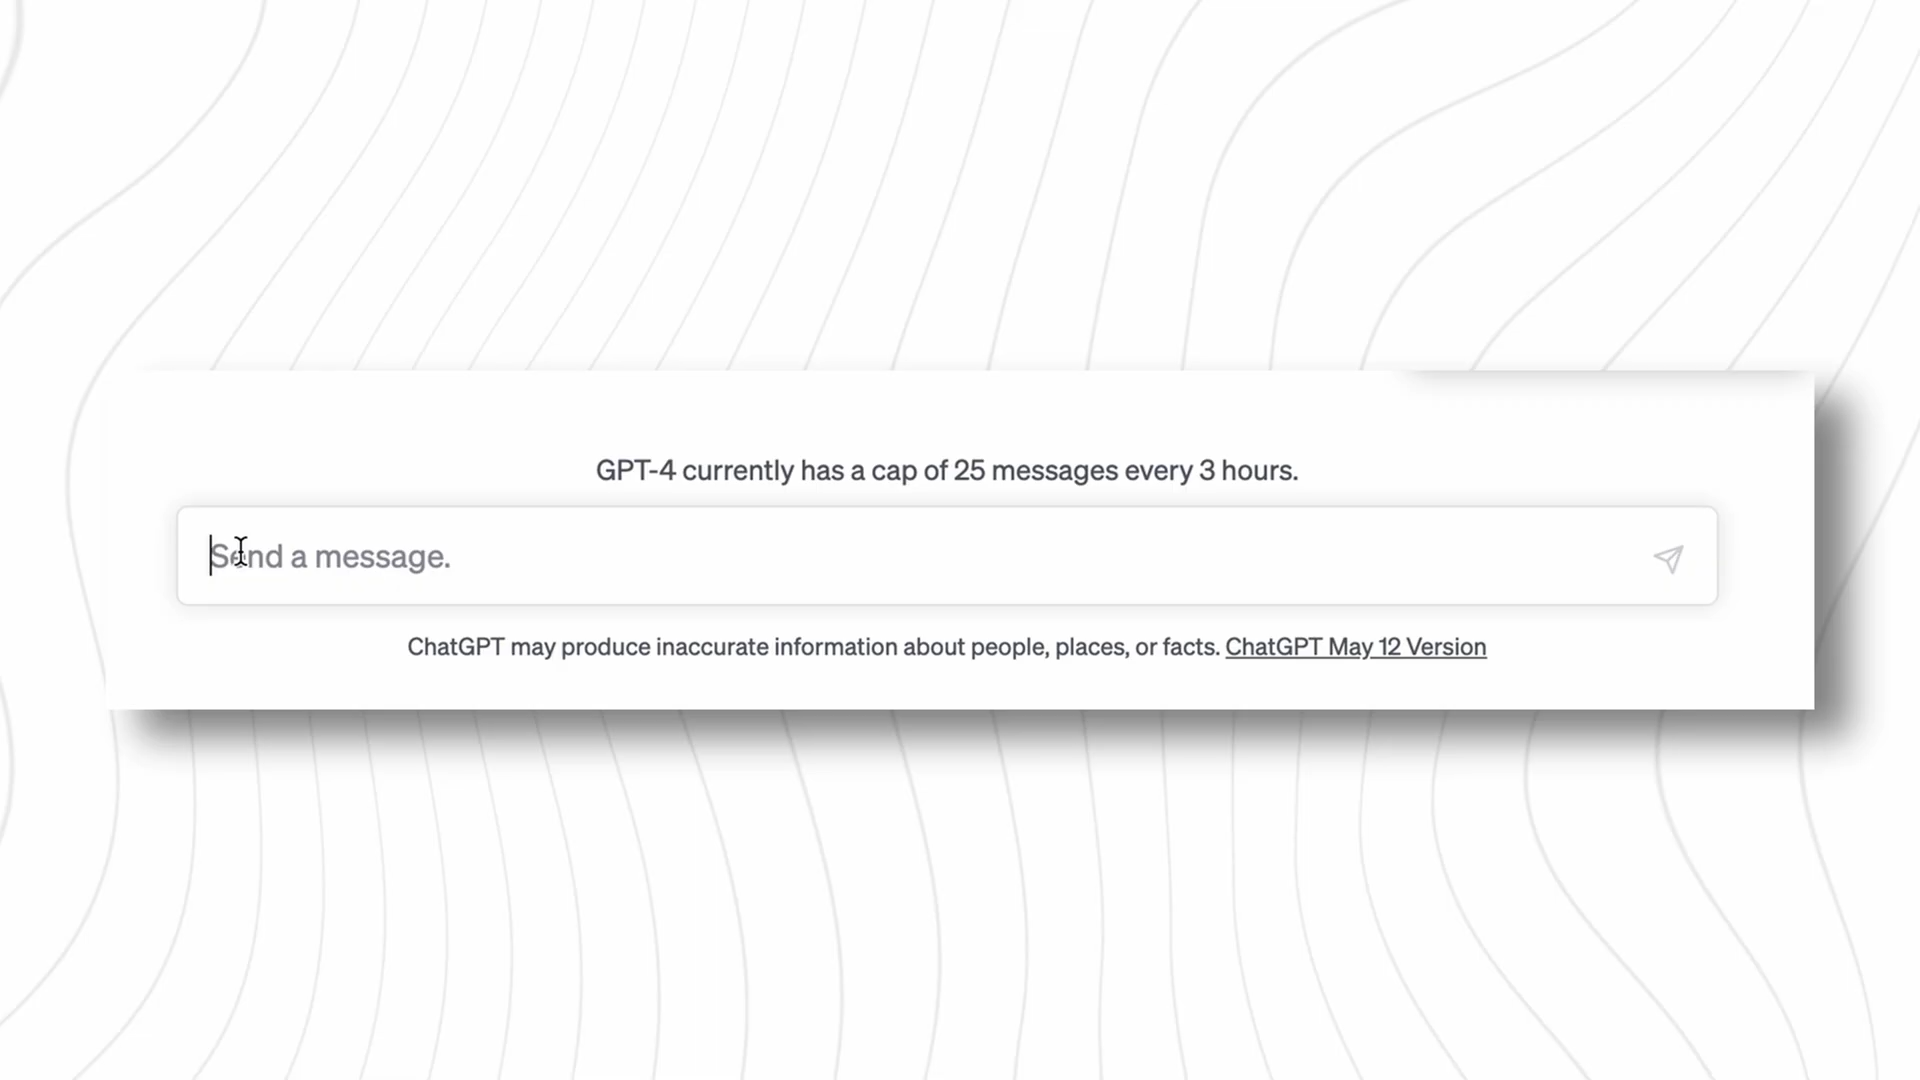 GPT-4 currently has a cap of 25 messages every 3 hours.
Send a message.
ChatGPT may produce inaccurate information about people, places, or facts. ChatGPT May 12 Version